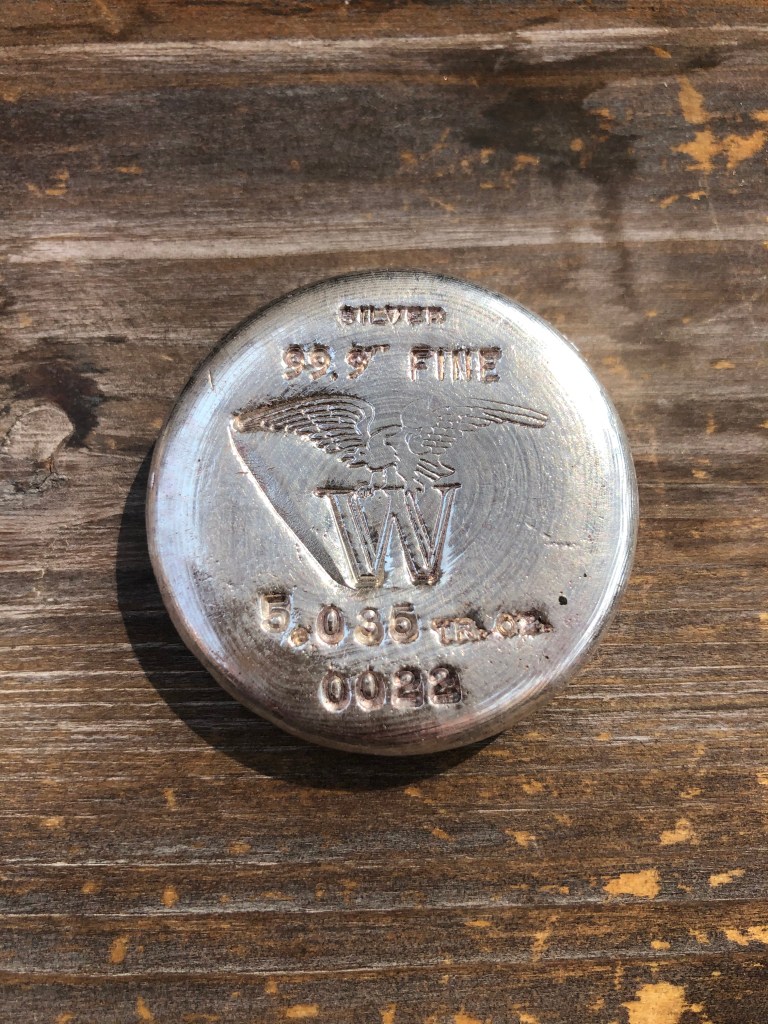 SILVER
99.9+ FINE
W
5.035 TR. OZ.
0022